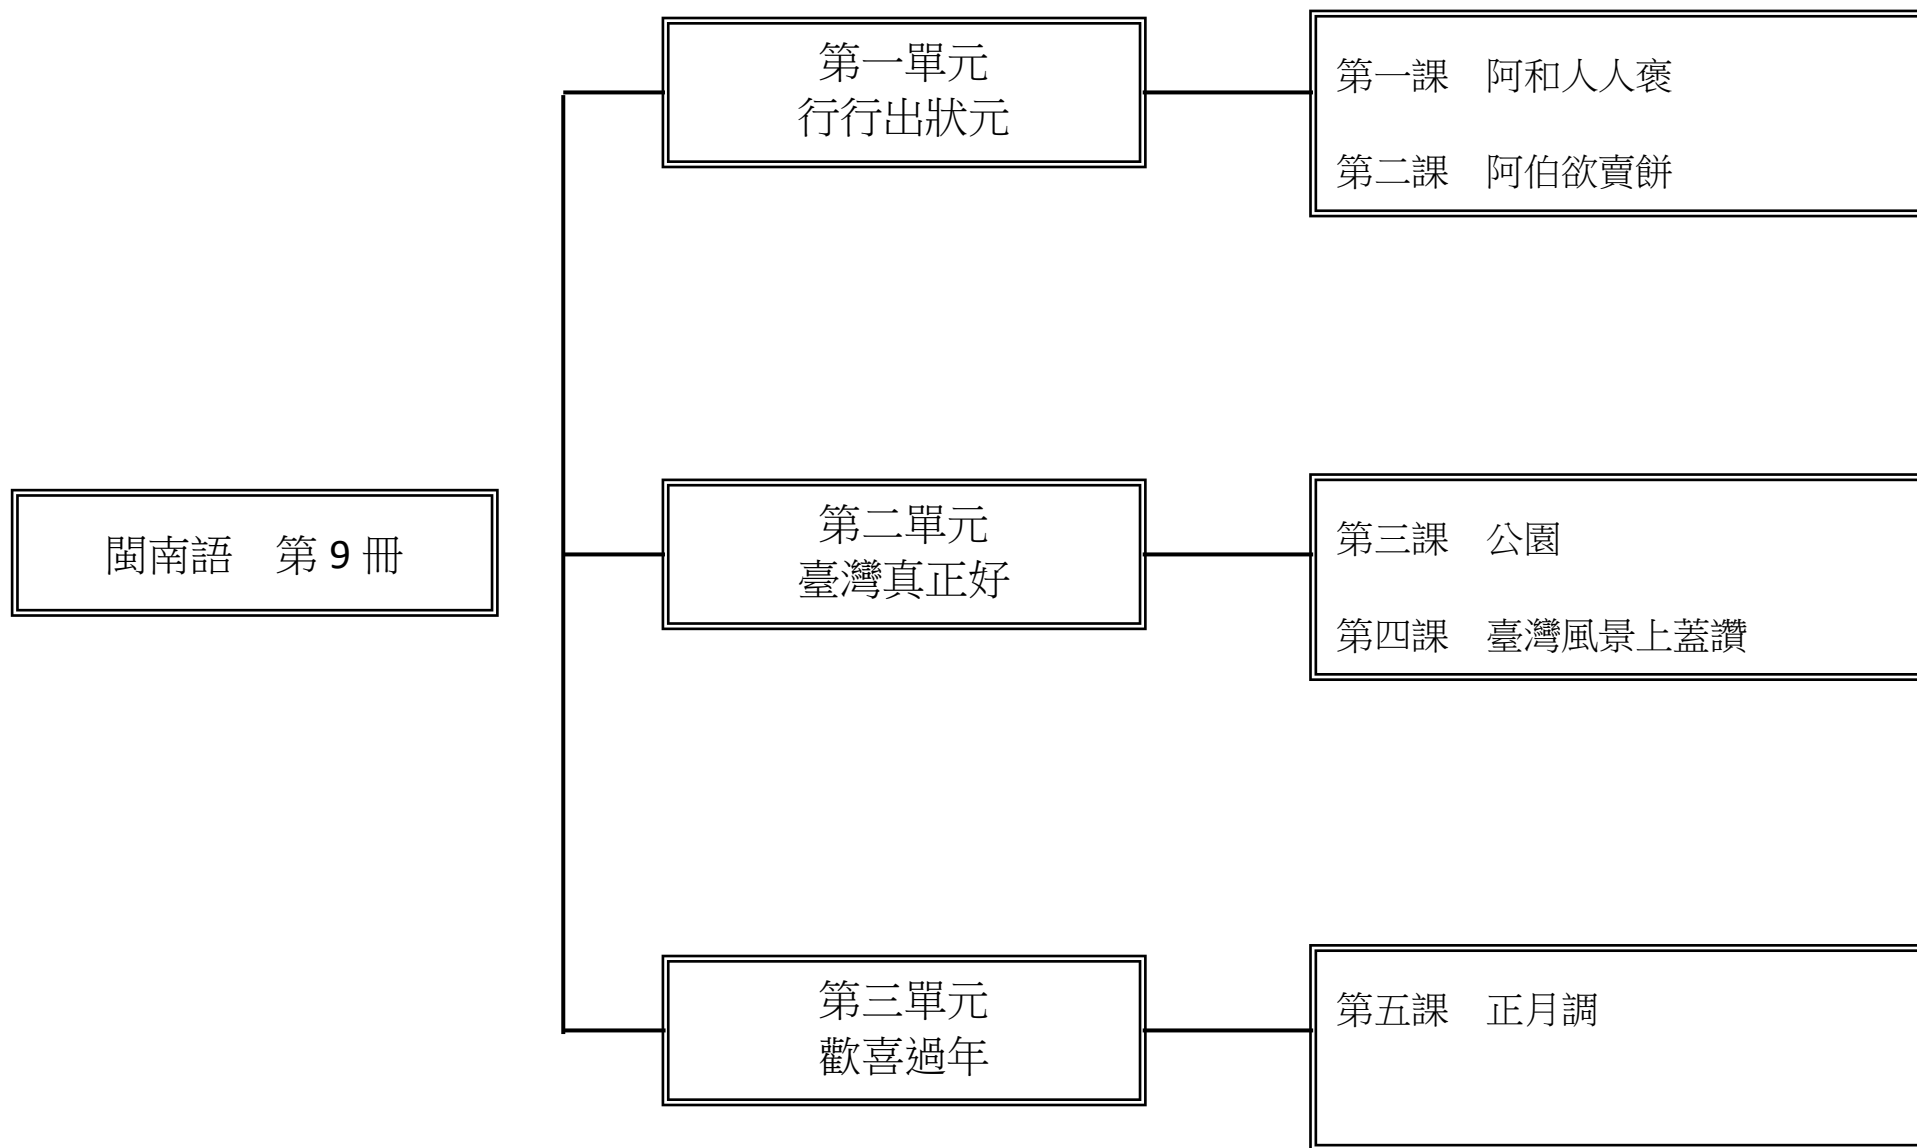 閩南語　第 9 冊
第一單元
行行出狀元
第一課　阿和人人褒
第二課　阿伯欲賣餅
第二單元
臺灣真正好
第三課　公園
第四課　臺灣風景上蓋讚
第三單元
歡喜過年
第五課　正月調